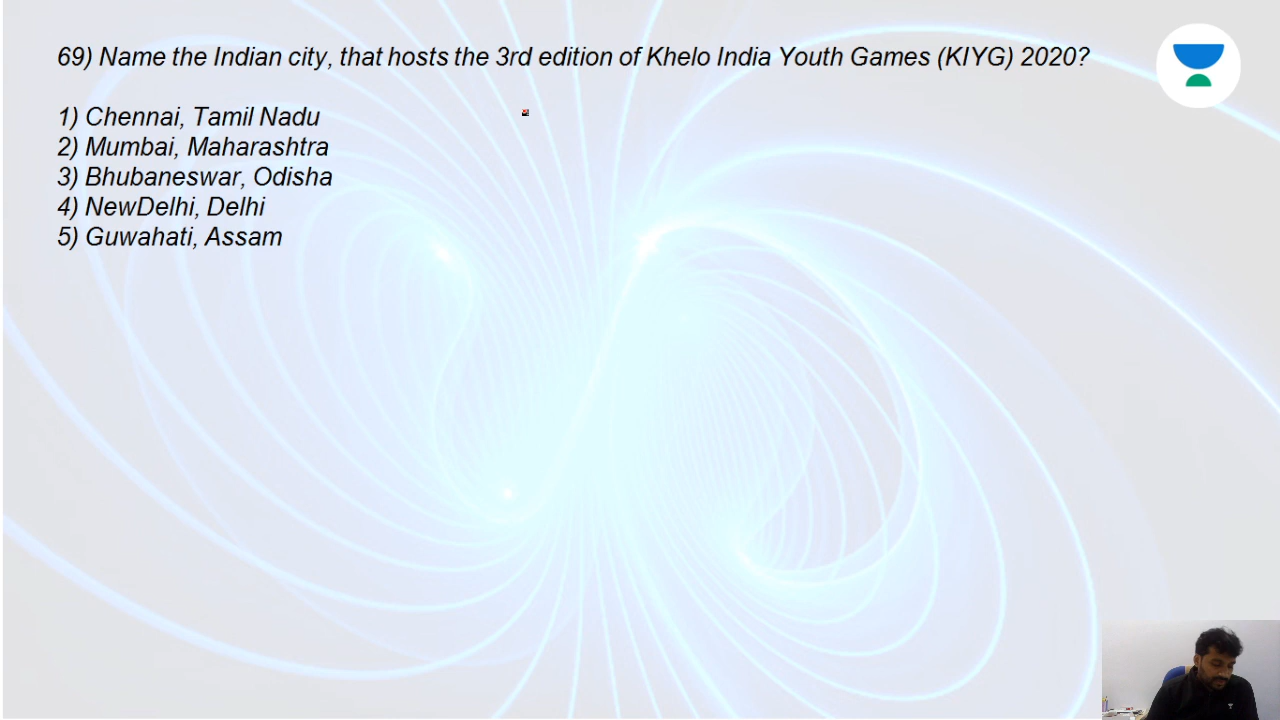 69) Name the Indian city, that hosts the 3rd edition of Khelo India Youth Games (KIYG) 2020?
1) Chennai, Tamil Nadu
2) Mumbai, Maharashtra
3) Bhubaneswar, Odisha
4) NewDelhi, Delhi
5) Guwahati, Assam